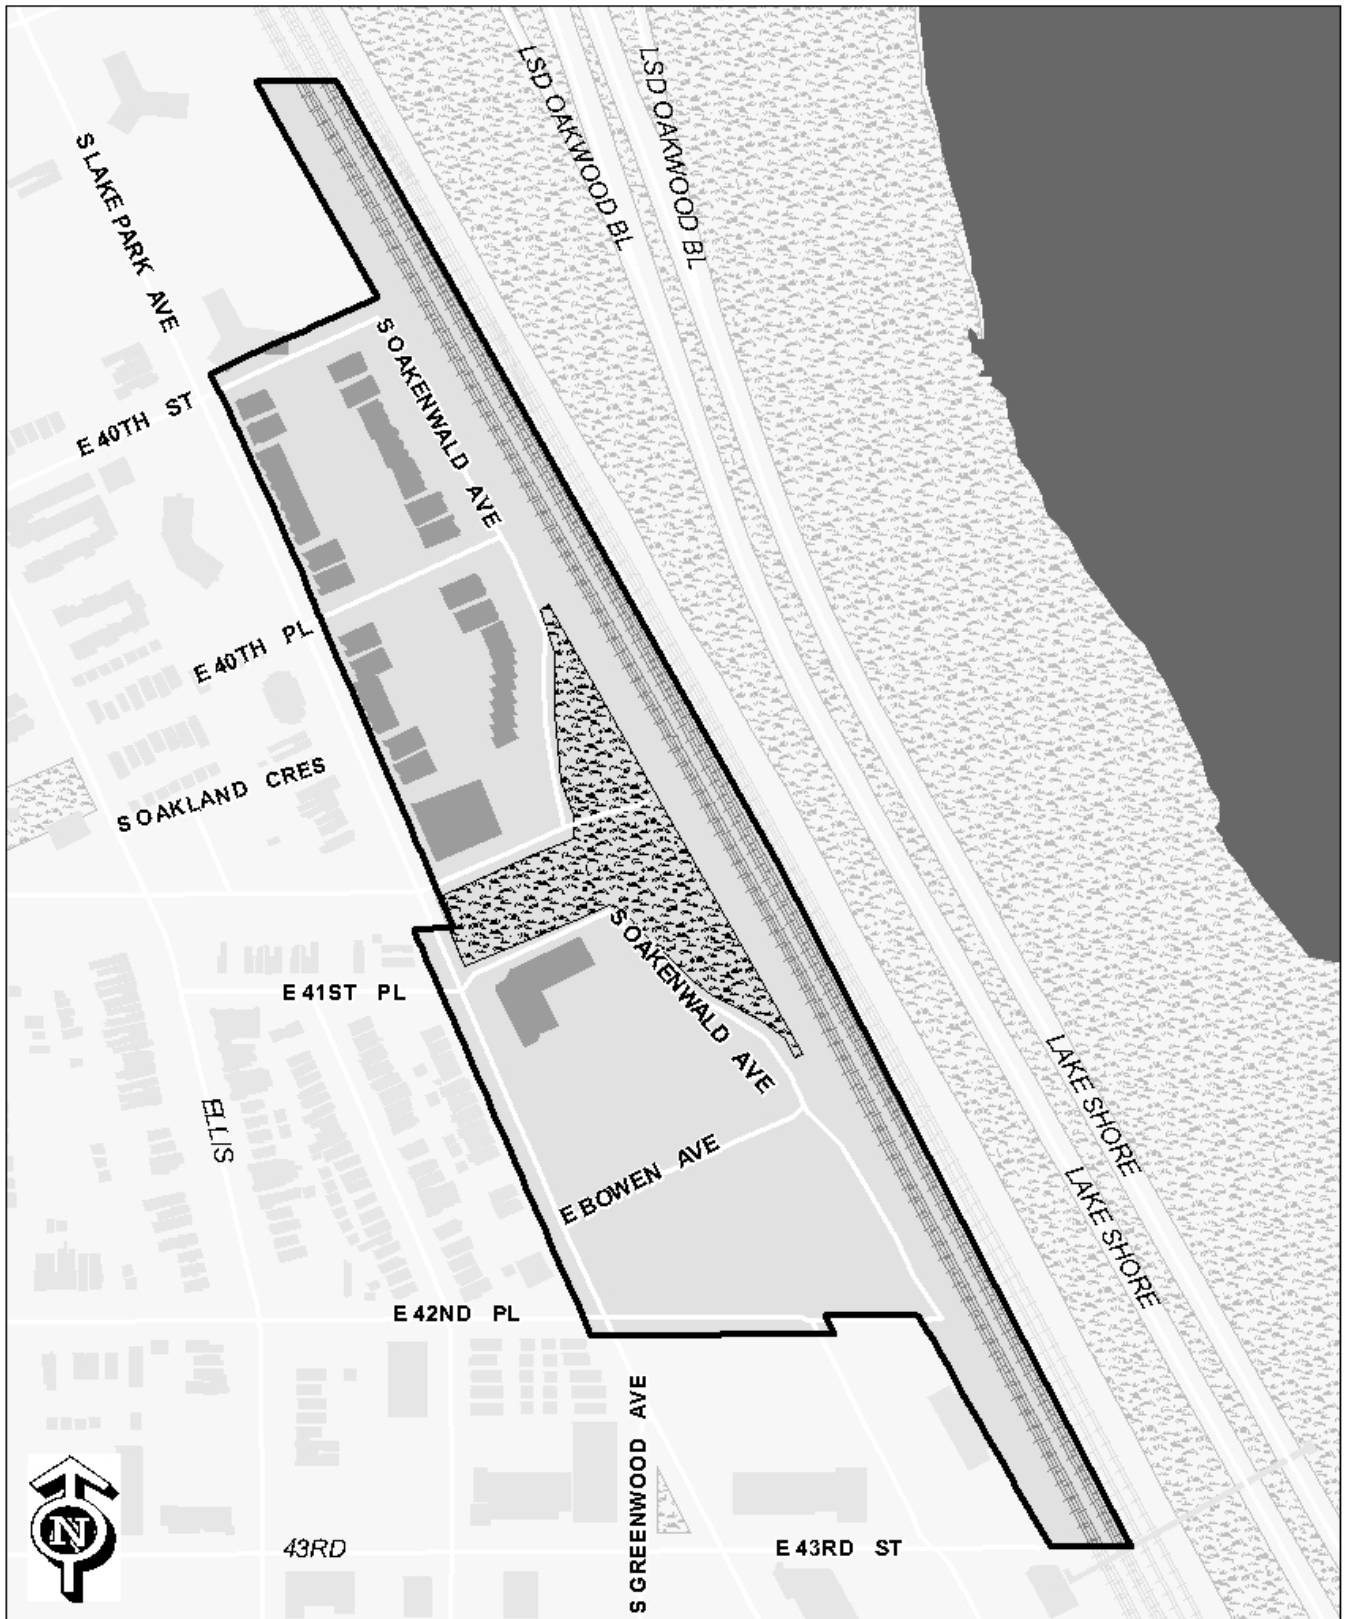 LSD OAKWOOD BL
LSD OAKWOOD BL
S LAKE PARK AVE
S OAKENWALD AVE
E 40TH ST
E 40TH PL
S OAKLAND CRES
S OAKENWALD AVE
E 41ST PL
ELLIS
LAKE SHORE
LAKE SHORE
E BOWEN AVE
E 42ND PL
S GREENWOOD AVE
N
43RD
E 43RD ST